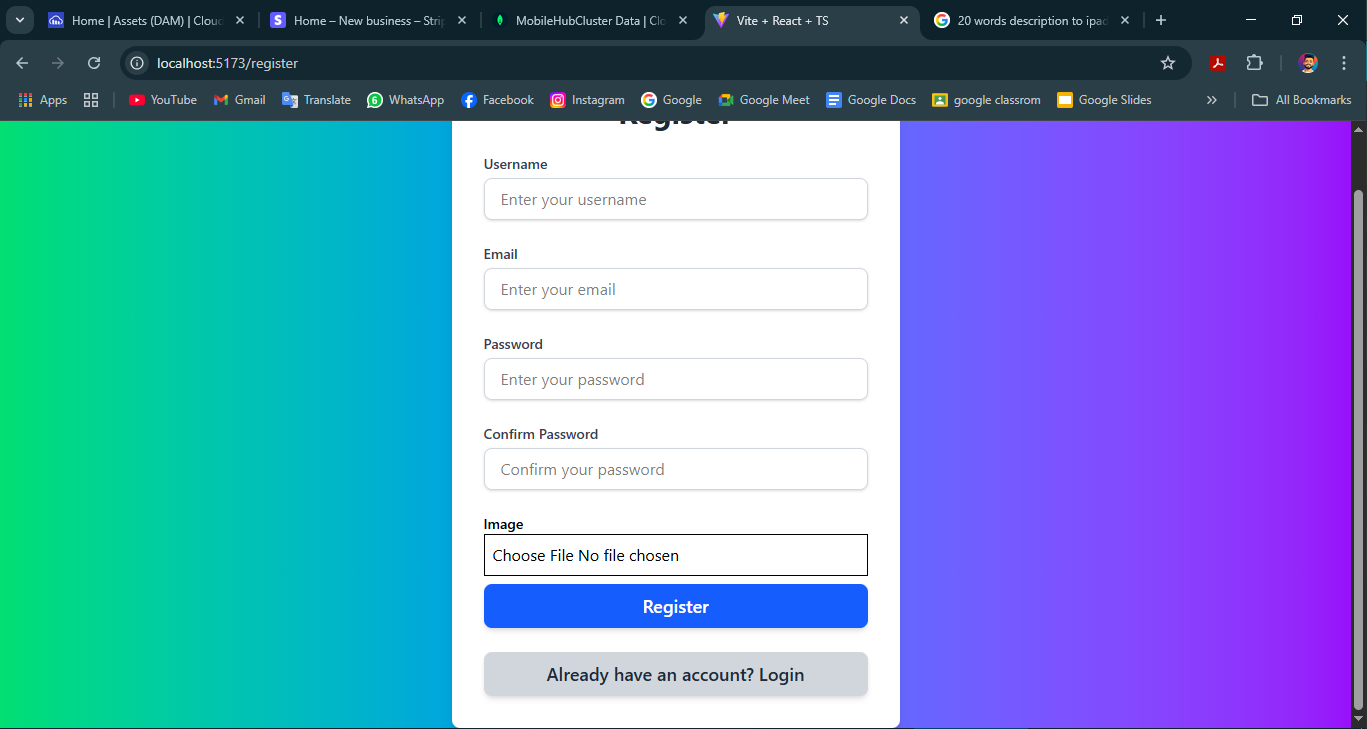 Home | Assets (DAM) | Cloud
Home – New business – Strip
MobileHubCluster Data | Clo
Vite + React + TS
20 words description to ipad
localhost:5173/register
Apps
YouTube
Gmail
Translate
WhatsApp
Facebook
Instagram
Google
Google Meet
Google Docs
google classrom
Google Slides
All Bookmarks
Register
Username
Enter your username
Email
Enter your email
Password
Enter your password
Confirm Password
Confirm your password
Image
Choose File No file chosen
Register
Already have an account? Login